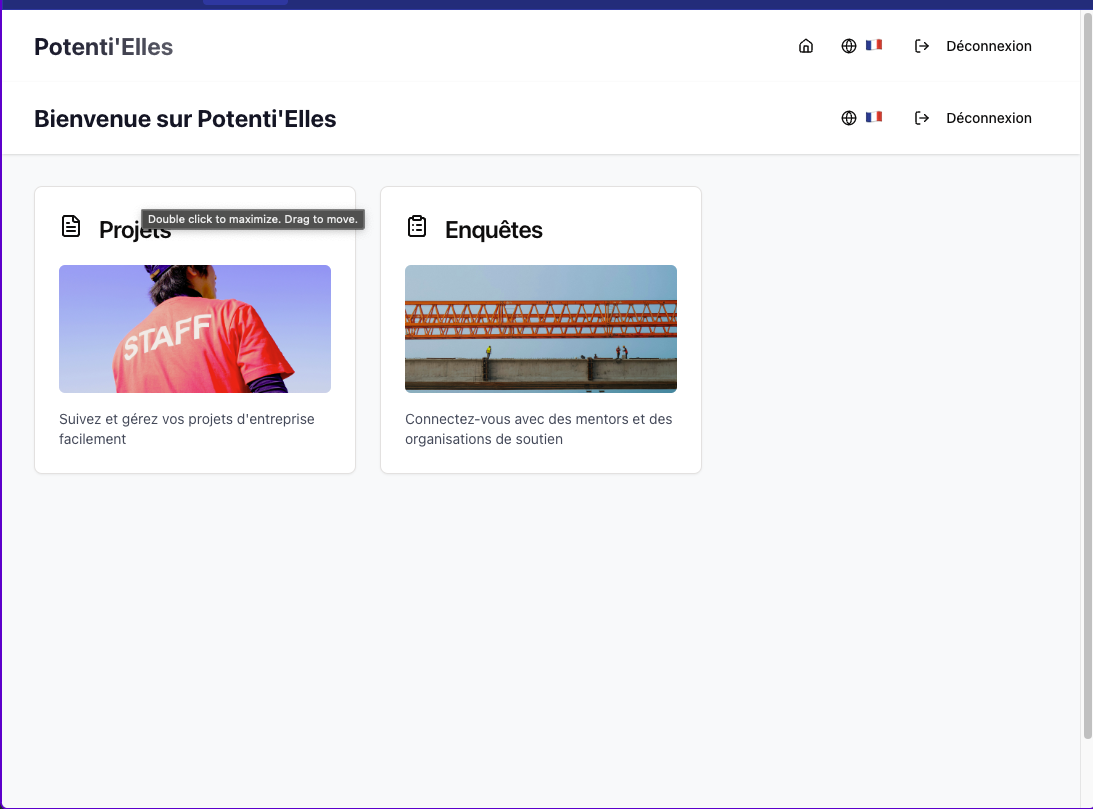 Potenti'Elles
Déconnexion
Bienvenue sur Potenti'Elles
Déconnexion
Projets
Double click to maximize. Drag to move.
Enquêtes
STAFF
Suivez et gérez vos projets d'entreprise
facilement
Connectez-vous avec des mentors et des
organisations de soutien